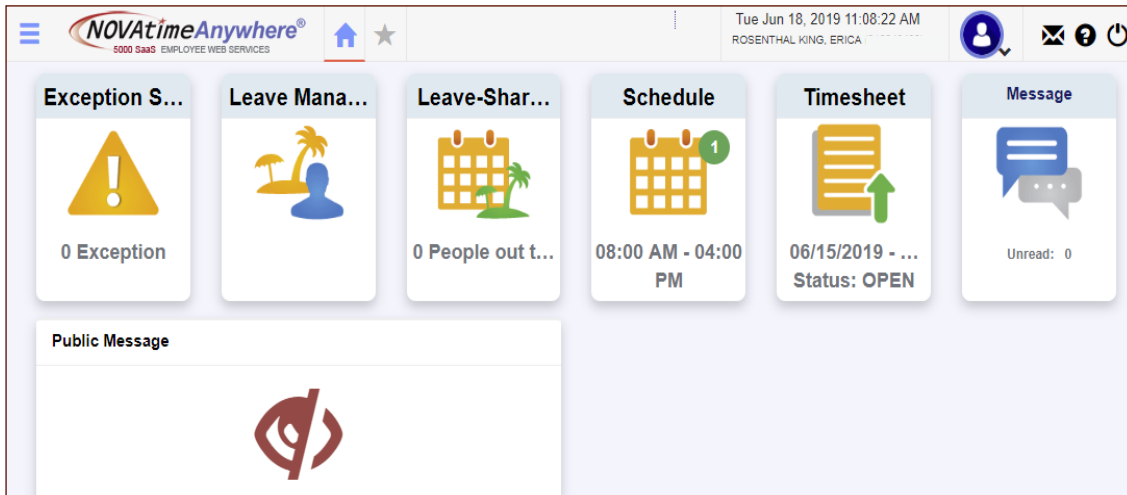 NOVAtimeAnywhere®
5000 SaaS EMPLOYEE WEB SERVICES
Tue Jun 18, 2019 11:08:22 AM
ROSENTHAL KING, ERICA
Exception S...
Leave Mana...
Leave-Shar...
Schedule
Timesheet
Message
1
0 Exception
0 People out t...
08:00 AM - 04:00
PM
06/15/2019 - ...
Status: OPEN
Unread: 0
Public Message